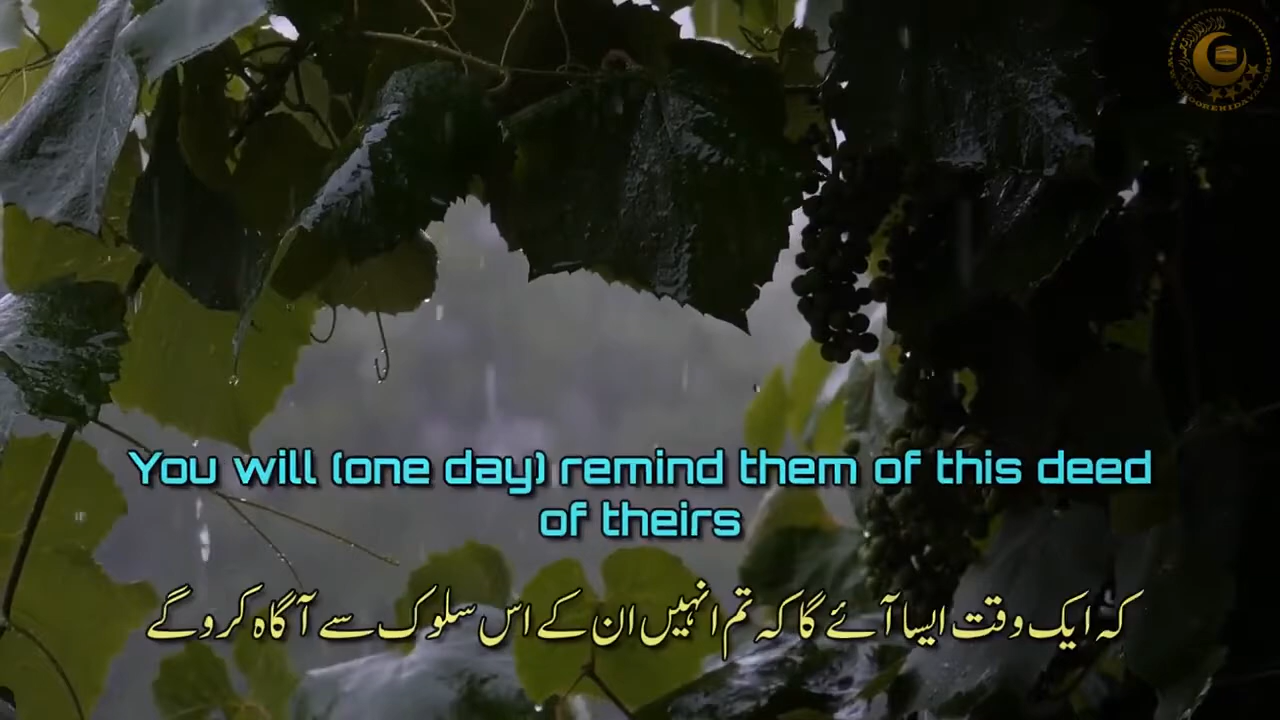 You will (one day) remind them of this deed
of theirs
کہ ایک وقت ایسا آئے گا کہ تم انہیں ان کے اس سلوک سے آگاہ کرو گے